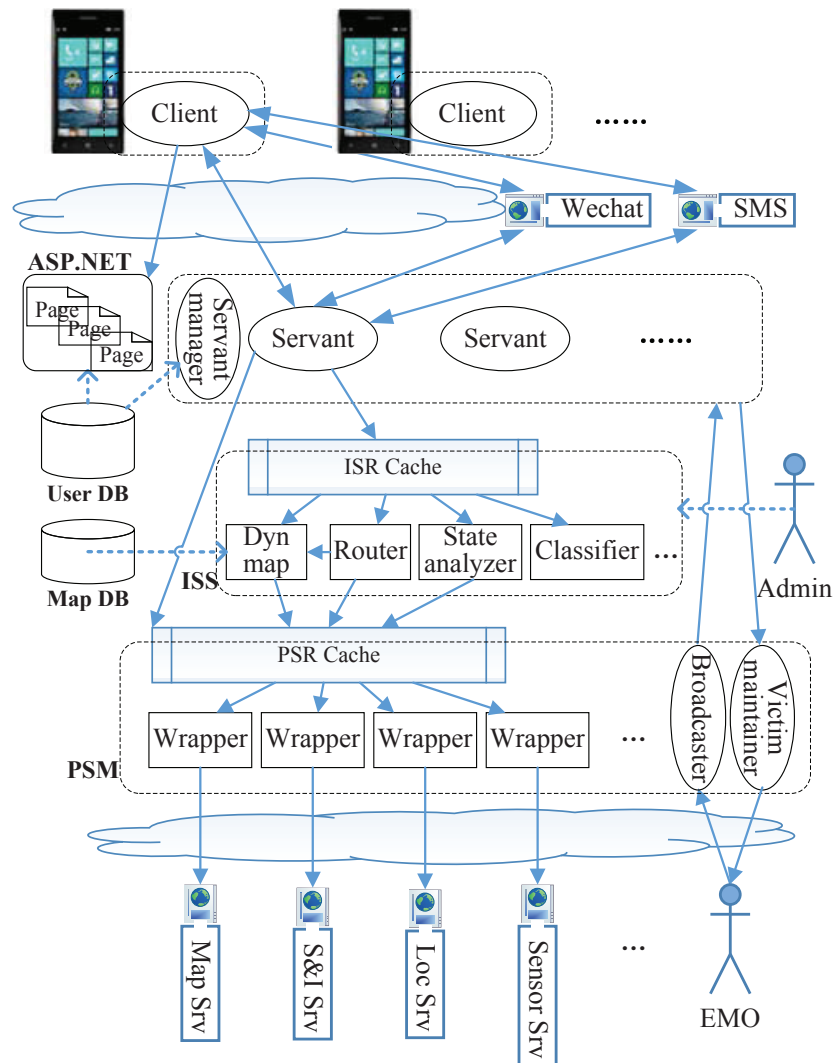 Client
Client
……
Wechat
SMS
ASP.NET
Page
Page
Page
Servant
manager
Servant
Servant
……
User DB
ISR Cache
Dyn
map
Router
State
analyzer
Classifier
...
Map DB
ISS
Admin
PSR Cache
Wrapper
Wrapper
Wrapper
Wrapper
...
Broadcaster
Victim
maintainer
PSM
Map Srv
S&I Srv
Loc Srv
Sensor Srv
...
EMO